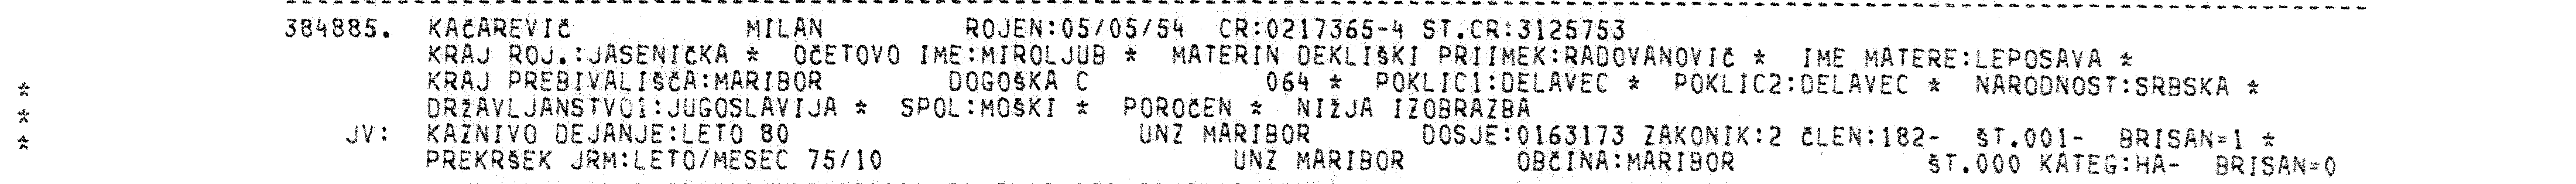 384885. KAČAREVIČ MILAN ROJEN:05/05/54 CR:0217365-4 ST.CR:3125753
KRAJ ROJ.:JASENIČKA * OČETOVO IME:MIROLJUB * MATERIN DEKLIŠKI PRIIMEK:RADOVANOVIČ * IME MATERE:LEPOSAVA *
KRAJ PREBIVALIŠČA:MARIBOR DOGOŠKA C 064 * POKLIC1:DELAVEC * POKLIC2:DELAVEC * NARODNOST:SRBSKA *
* DRŽAVLJANSTVO1:JUGOSLAVIJA * SPOL:MOŠKI * POROČEN * NIŽJA IZOBRAZBA
* JV: KAZNIVO DEJANJE:LETO 80 UNZ MARIBOR DOSJE:0163173 ZAKONIK:2 ČLEN:182- ŠT.001- BRISAN=1 *
* PREKRŠEK JRM:LETO/MESEC 75/10 UNZ MARIBOR OBČINA:MARIBOR ŠT.000 KATEG:HA- BRISAN=0